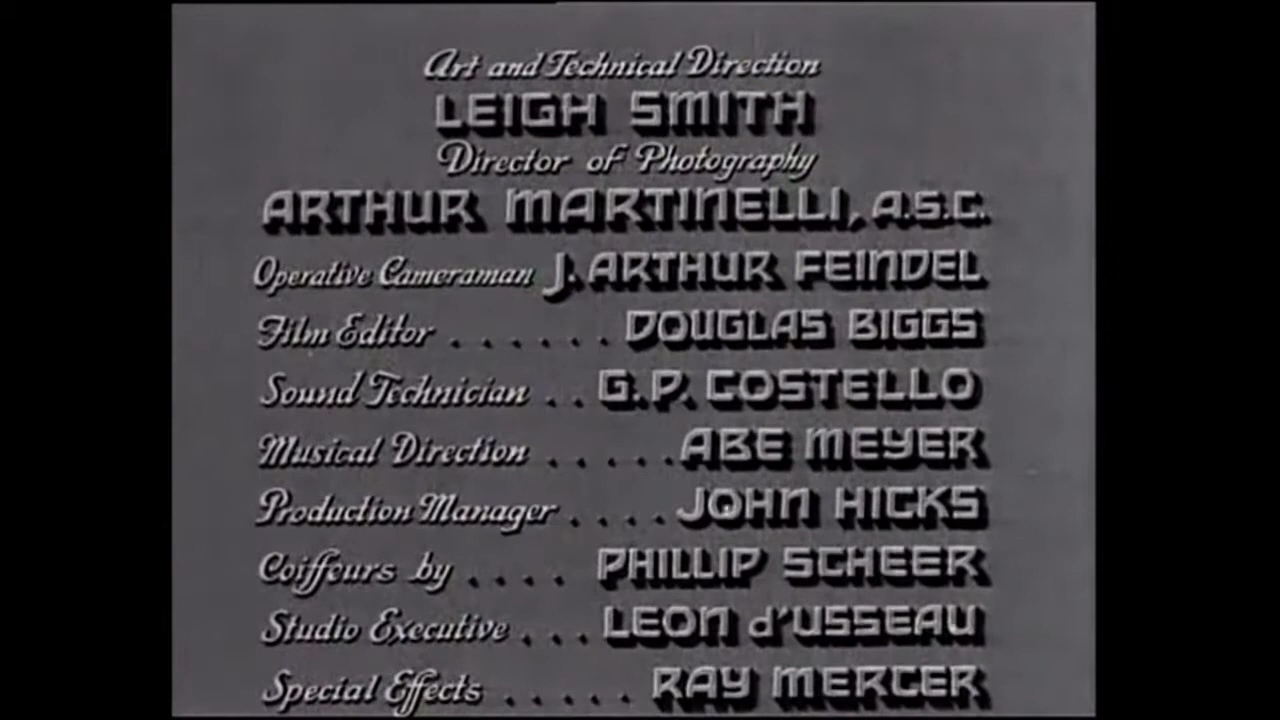 Art and Technical Direction
LEIGH SMITH
Director of Photography
ARTHUR MARTINELLI, A.S.C.
Operative Cameraman J. ARTHUR FEINDEL
Film Editor . . . . . . . DOUGLAS BIGGS
Sound Technician . . G. P. COSTELLO
Musical Direction . . . . . ABE MEYER
Production Manager . . . . JOHN HICKS
Coiffours by . . . . PHILLIP SCHEER
Studio Executive . . . LEON d'USSEAU
Special Effects . . . . . RAY MERCER